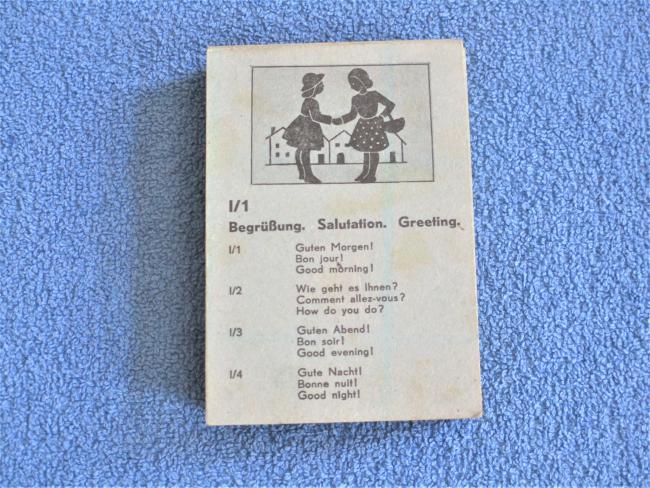 I/1
Begrüßung. Salutation. Greeting.
I/1 Guten Morgen!
Bon jour!
Good morning!
I/2 Wie geht es Ihnen?
Comment allez-vous?
How do you do?
I/3 Guten Abend!
Bon soir!
Good evening!
I/4 Gute Nacht!
Bonne nuit!
Good night!